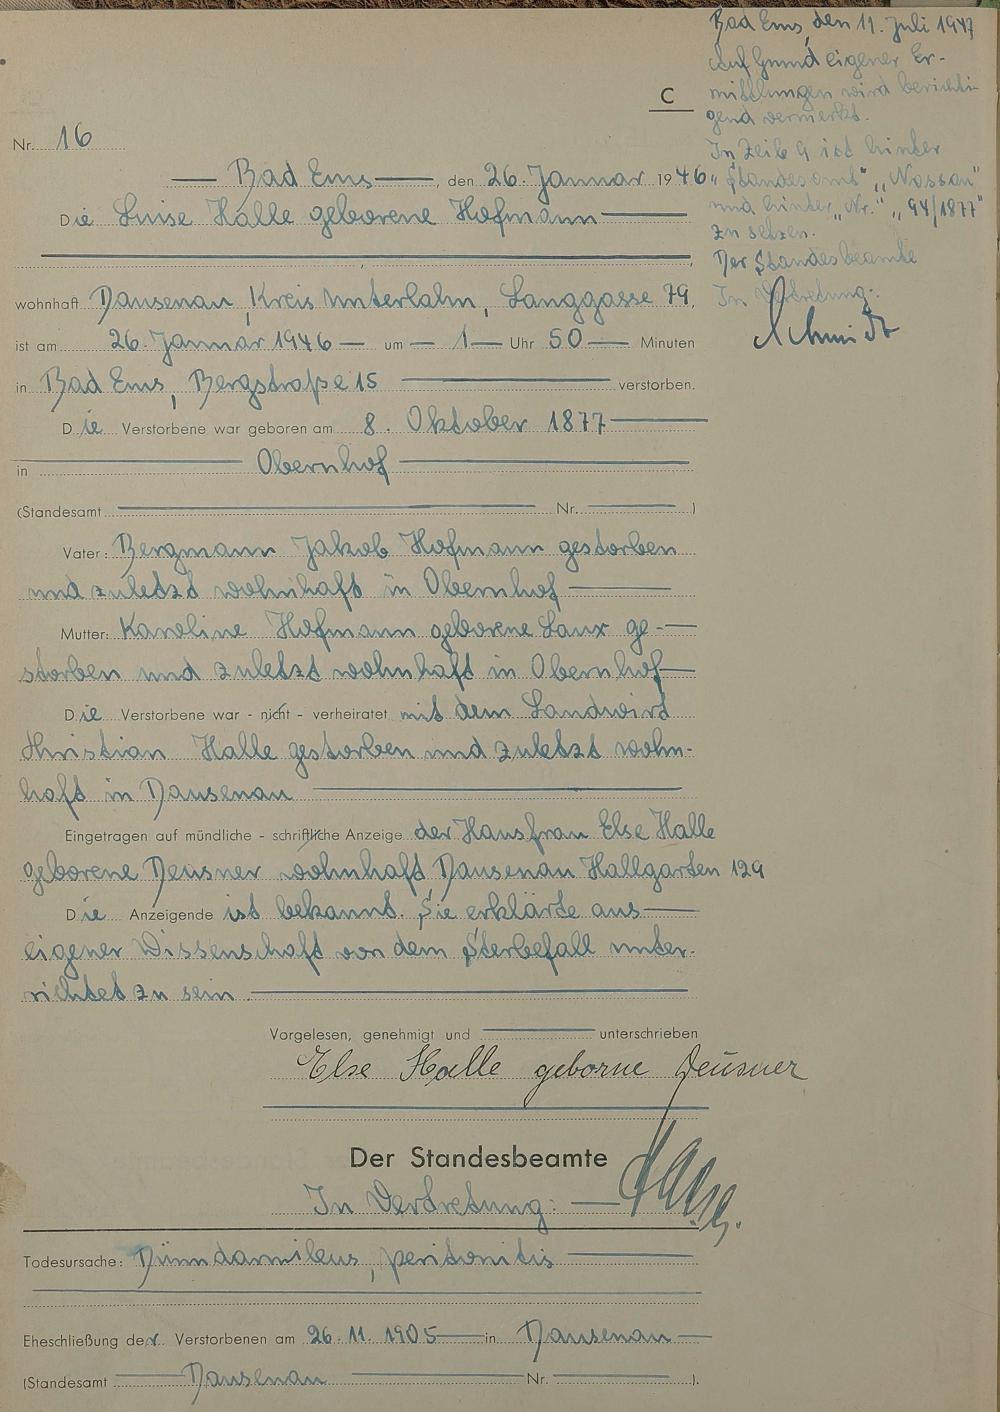 C
Nr. 16
Bad Ems, den 26. Januar 1946
Die Luise Halle geborene Hofmann
wohnhaft Dausenau, Kreis Unterlahn, Langgasse 79,
ist am 26. Januar 1946 um 1 Uhr 50 Minuten
in Bad Ems, Bergstraße 15 verstorben.
Die Verstorbene war geboren am 8. Oktober 1877
in Obernhof
(Standesamt Nr. )
Vater: Bergmann Jakob Hofmann gestorben
und zuletzt wohnhaft in Obernhof
Mutter: Karoline Hofmann geborene Laux ge-
storben und zuletzt wohnhaft in Obernhof
Die Verstorbene war - nicht - verheiratet mit dem Landwirt
Christian Halle gestorben und zuletzt wohn-
haft in Dausenau
Eingetragen auf mündliche - schriftliche Anzeige der Hausfrau Else Halle
geborene Deusner wohnhaft Dausenau Hallgarten 129
Die Anzeigende ist bekannt. Sie erklärte aus
eigener Wissenschaft von dem Sterbefall unter-
richtet zu sein.
Vorgelesen, genehmigt und unterschrieben
Else Halle geborne Deusner
Der Standesbeamte
In Vertretung:
Todesursache: Dünndarmileus, peritonitis
Eheschließung der Verstorbenen am 26.11.1905 in Dausenau
(Standesamt Dausenau Nr. ).
Bad Ems, den 11. Juli 1947
Auf Grund eigener Er-
mittlungen wird berichti-
gend vermerkt.
In Zeile 9 ist hinter
"Standesamt" "Nassau"
und hinter "Nr." "94/1877"
zu setzen.
Der Standesbeamte
In Vertretung:
Schmidt